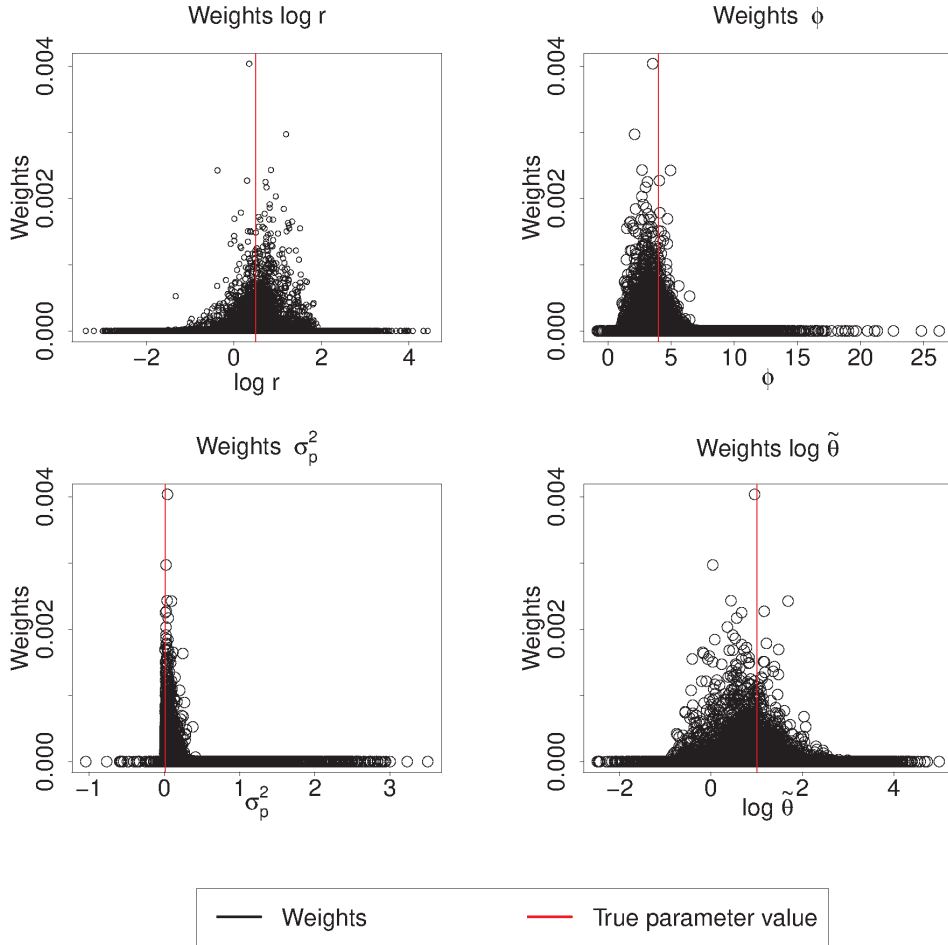 Weights log r
Weights ϕ
Weights
0.000 0.002 0.004
−2 0 2 4
log r
Weights
0.000 0.002 0.004
0 5 10 15 20 25
ϕ
Weights σ²ₚ
Weights log θ̃
Weights
0.000 0.002 0.004
−1 0 1 2 3
σ²ₚ
Weights
0.000 0.002 0.004
−2 0 2 4
log θ̃
Weights
True parameter value